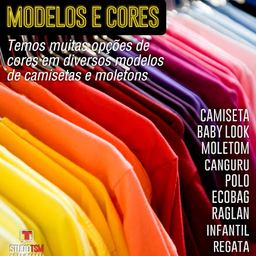 MODELOS E CORES
Temos muitas opções de
cores em diversos modelos
de camisetas e moletons
CAMISETA
BABY LOOK
MOLETOM
CANGURU
POLO
ECOBAG
RAGLAN
INFANTIL
REGATA
STUDIOTSM